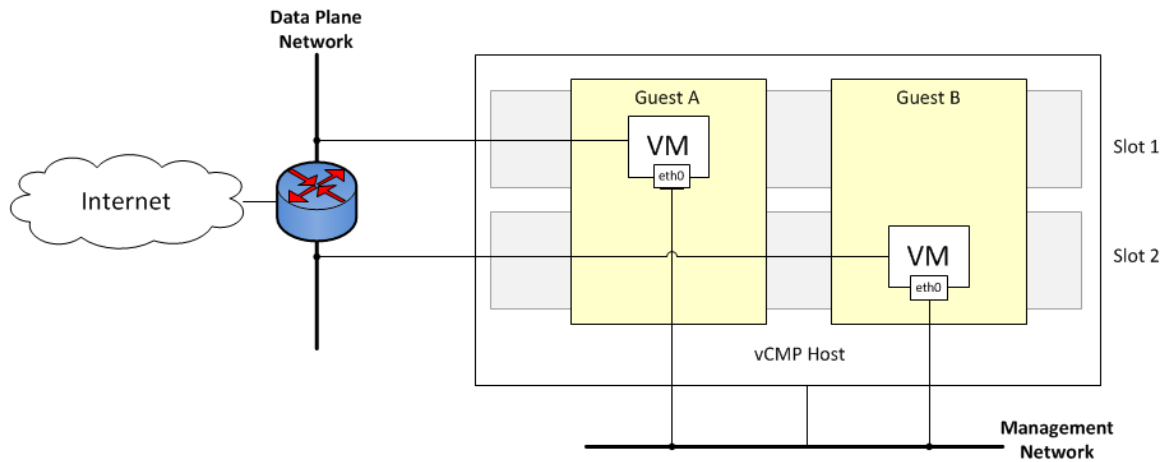 Data Plane
Network
Guest A
Guest B
VM
eth0
Slot 1
Internet
VM
eth0
Slot 2
vCMP Host
Management
Network